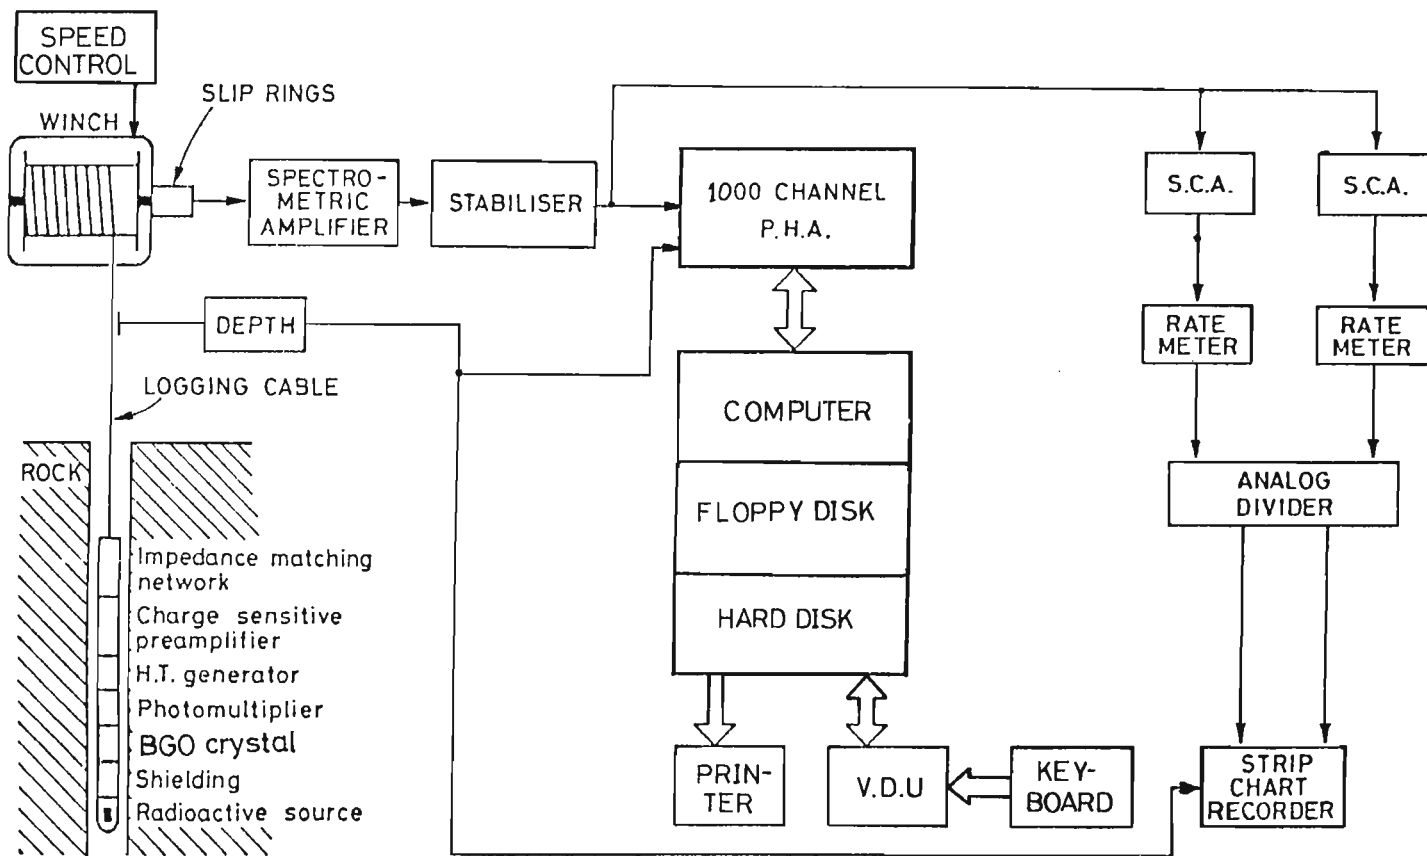 SPEED
CONTROL
SLIP RINGS
WINCH
SPECTRO-
METRIC
AMPLIFIER
STABILISER
1000 CHANNEL
P.H.A.
S.C.A.
S.C.A.
DEPTH
RATE
METER
RATE
METER
LOGGING CABLE
COMPUTER
FLOPPY DISK
HARD DISK
ANALOG
DIVIDER
ROCK
Impedance matching
network
Charge sensitive
preamplifier
H.T. generator
Photomultiplier
BGO crystal
Shielding
Radioactive source
PRIN-
TER
V.D.U
KEY-
BOARD
STRIP
CHART
RECORDER